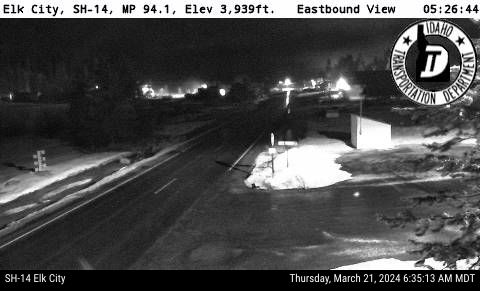 Elk City, SH-14, MP 94.1, Elev 3,939ft. Eastbound View 05:26:44
IDAHO
TRANSPORTATION DEPARTMENT
SH-14 Elk City Thursday, March 21, 2024 6:35:13 AM MDT